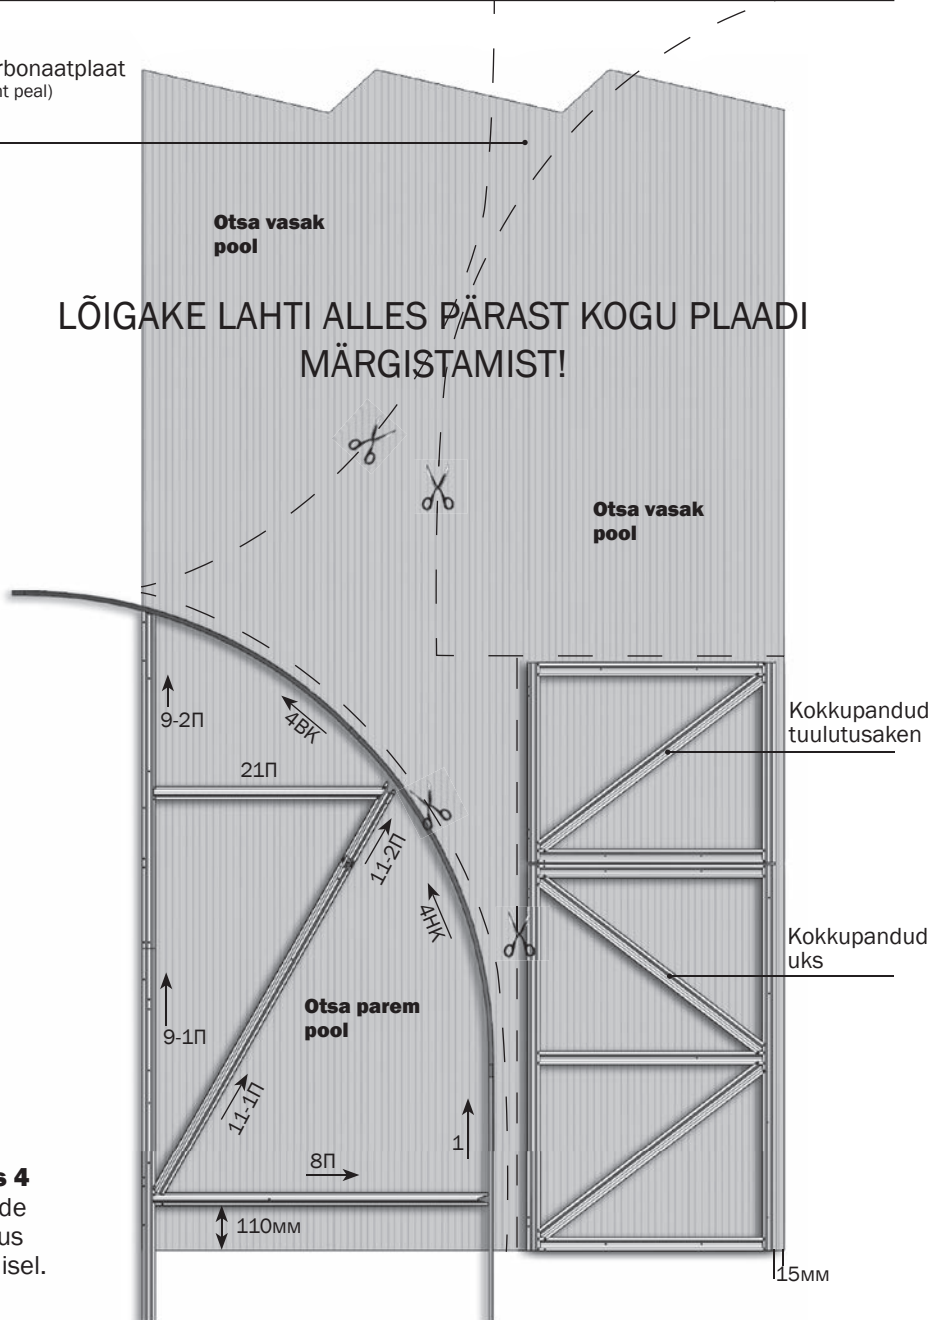 rbonaatplaat
nt peal)
Otsa vasak
pool
LÕIGAKE LAHTI ALLES PÄRAST KOGU PLAADI
MÄRGISTAMIST!
Otsa vasak
pool
Kokkupandud
tuulutusaken
9-2П
4ВК
21П
11-2П
4НК
Kokkupandud
uks
Otsa parem
pool
9-1П
11-1П
1
8П
110мм
s 4
de
us
isel.
15мм